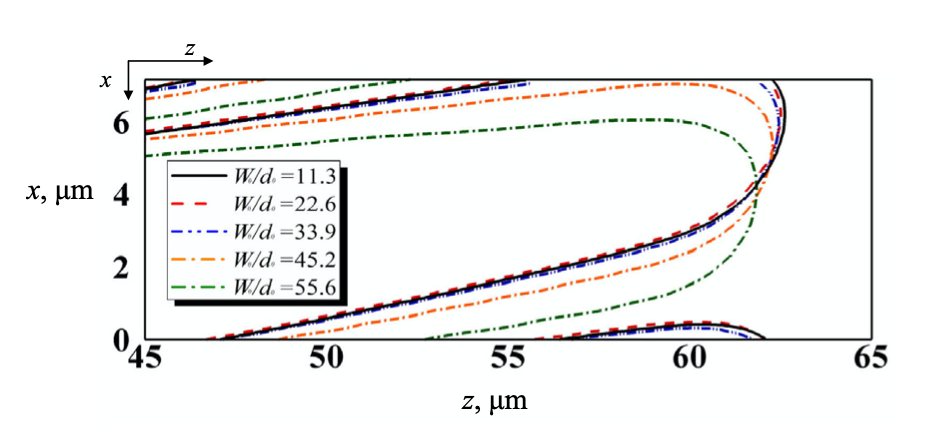 z
x
6
W/d₀ =11.3
W/d₀ =22.6
x, μm
4
W/d₀ =33.9
2
W/d₀ =45.2
W/d₀ =55.6
0
45
50
55
60
65
z, μm